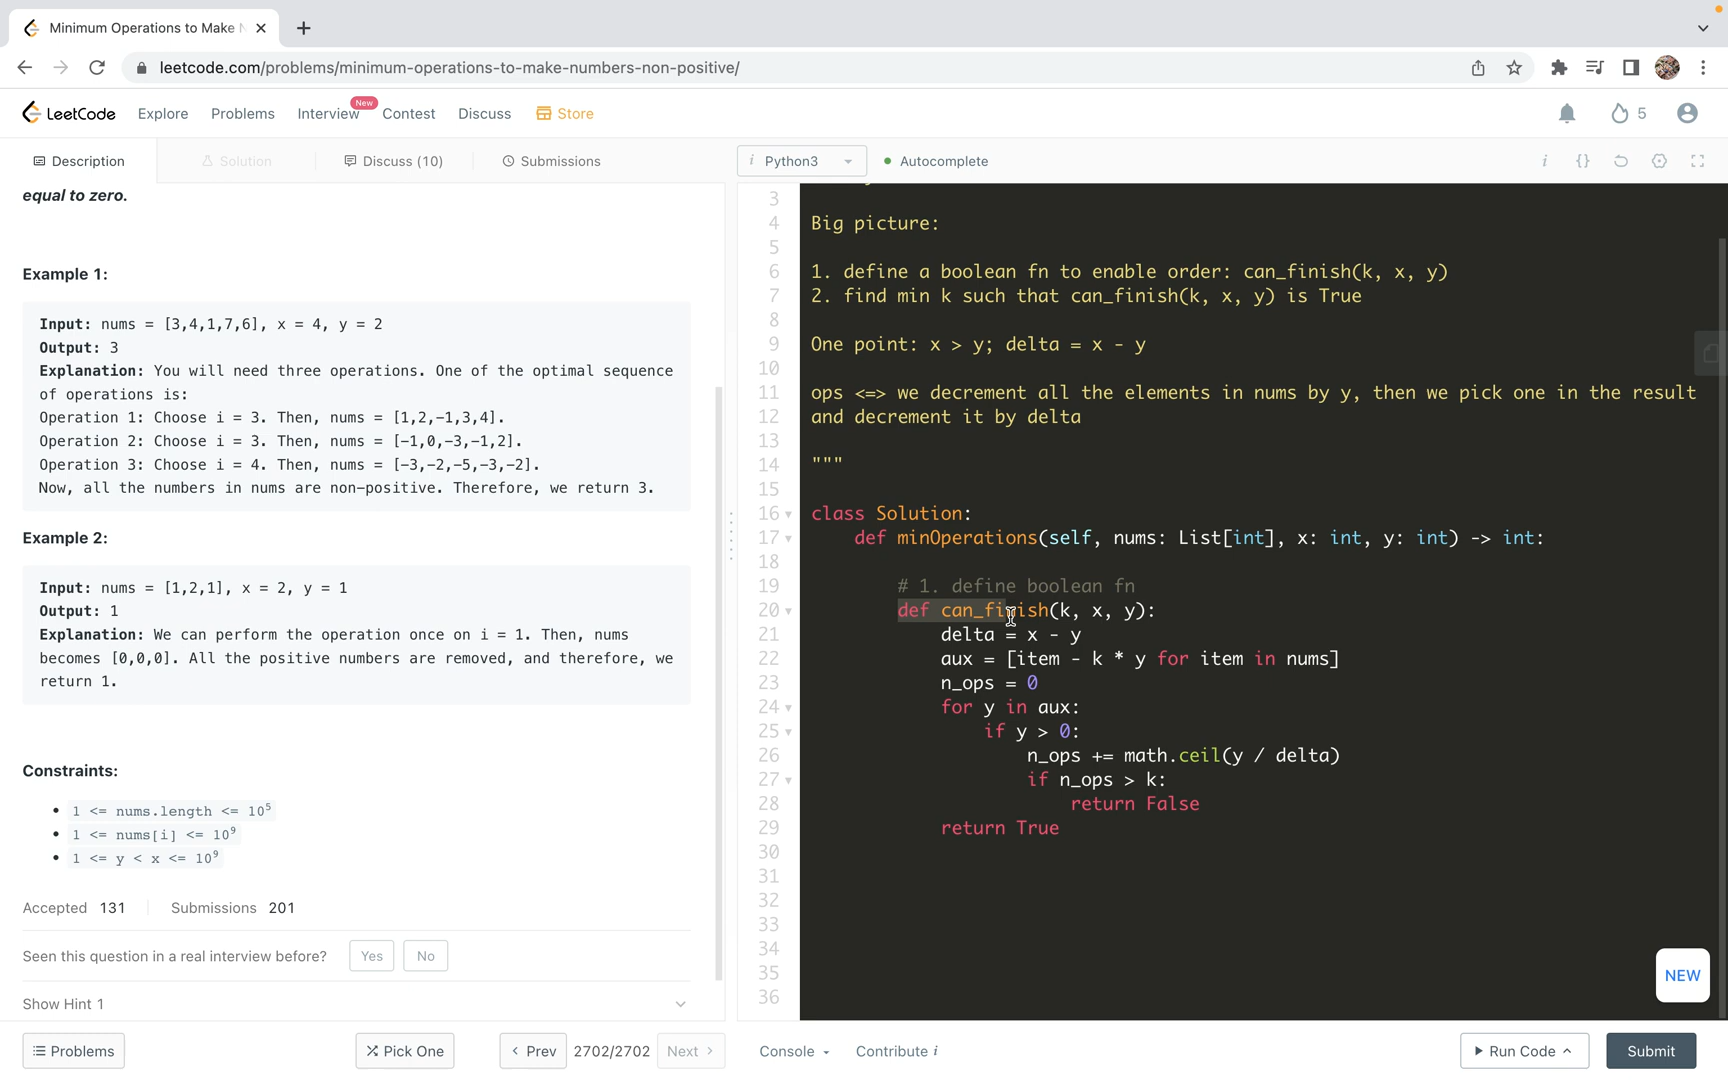 Minimum Operations to Make N
leetcode.com/problems/minimum-operations-to-make-numbers-non-positive/
LeetCode Explore Problems Interview New Contest Discuss Store 5
Description Solution Discuss (10) Submissions
equal to zero.
Example 1:
Input: nums = [3,4,1,7,6], x = 4, y = 2
Output: 3
Explanation: You will need three operations. One of the optimal sequence
of operations is:
Operation 1: Choose i = 3. Then, nums = [1,2,-1,3,4].
Operation 2: Choose i = 3. Then, nums = [-1,0,-3,-1,2].
Operation 3: Choose i = 4. Then, nums = [-3,-2,-5,-3,-2].
Now, all the numbers in nums are non-positive. Therefore, we return 3.
Example 2:
Input: nums = [1,2,1], x = 2, y = 1
Output: 1
Explanation: We can perform the operation once on i = 1. Then, nums
becomes [0,0,0]. All the positive numbers are removed, and therefore, we
return 1.
Constraints:
• 1 <= nums.length <= 10⁵
• 1 <= nums[i] <= 10⁹
• 1 <= y < x <= 10⁹
Accepted 131 Submissions 201
Seen this question in a real interview before? Yes No
Show Hint 1
Problems Pick One Prev 2702/2702 Next
i Python3 Autocomplete
3
4 Big picture:
5
6 1. define a boolean fn to enable order: can_finish(k, x, y)
7 2. find min k such that can_finish(k, x, y) is True
8
9 One point: x > y; delta = x - y
10
11 ops <=> we decrement all the elements in nums by y, then we pick one in the result
12 and decrement it by delta
13
14 """
15
16 class Solution:
17 def minOperations(self, nums: List[int], x: int, y: int) -> int:
18
19 # 1. define boolean fn
20 def can_finish(k, x, y):
21 delta = x - y
22 aux = [item - k * y for item in nums]
23 n_ops = 0
24 for y in aux:
25 if y > 0:
26 n_ops += math.ceil(y / delta)
27 if n_ops > k:
28 return False
29 return True
30
31
32
33
34
35
36
NEW
Console Contribute i Run Code Submit